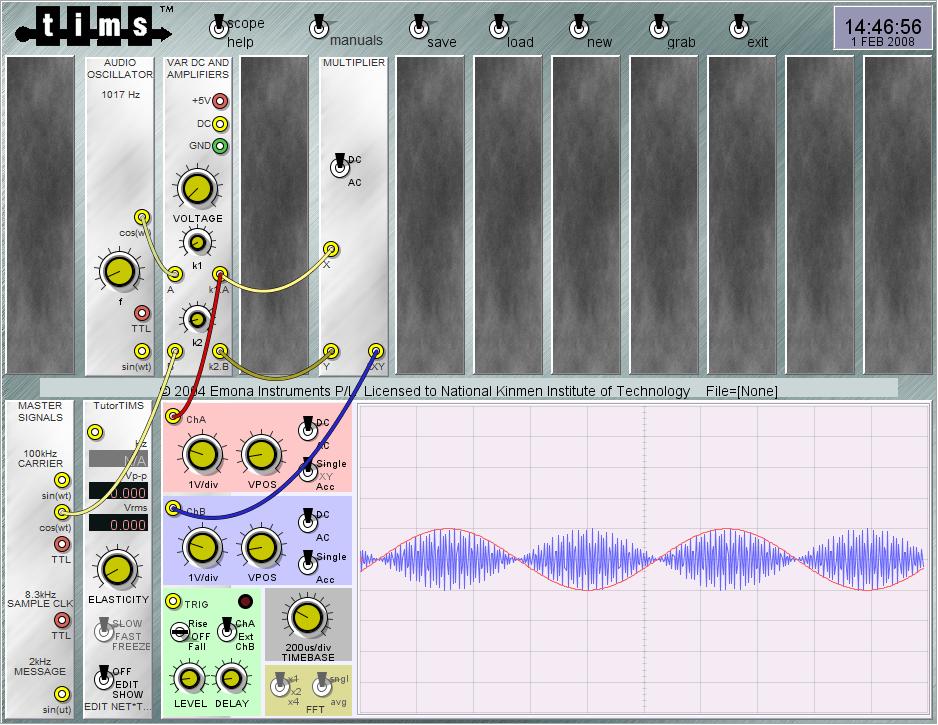 tims TM
scope
help
manuals
save
load
new
grab
exit
14:46:56
1 FEB 2008
AUDIO
OSCILLATOR
1017 Hz
cos(wt)
f
TTL
sin(wt)
VAR DC AND
AMPLIFIERS
+5V
DC
GND
VOLTAGE
k1
A
k1.A
k2
k2.B
MULTIPLIER
DC
AC
X
Y
© 2004 Emona Instruments P/L Licensed to National Kinmen Institute of Technology File=[None]
MASTER
SIGNALS
100kHz
CARRIER
sin(wt)
cos(wt)
TTL
8.3kHz
SAMPLE CLK
TTL
2kHz
MESSAGE
sin(ut)
TutorTIMS
Hz
N/A
Vp-p
0.000
Vrms
0.000
ELASTICITY
SLOW
FAST
FREEZE
OFF
EDIT
SHOW
EDIT NET*T...
ChA
DC
AC
Single
XY
Acc
1V/div
VPOS
ChB
DC
AC
Single
Acc
1V/div
VPOS
TRIG
Rise
OFF
Fall
ChA
Ext
ChB
LEVEL
DELAY
200us/div
TIMEBASE
x1
x2
x4
sngl
avg
FFT